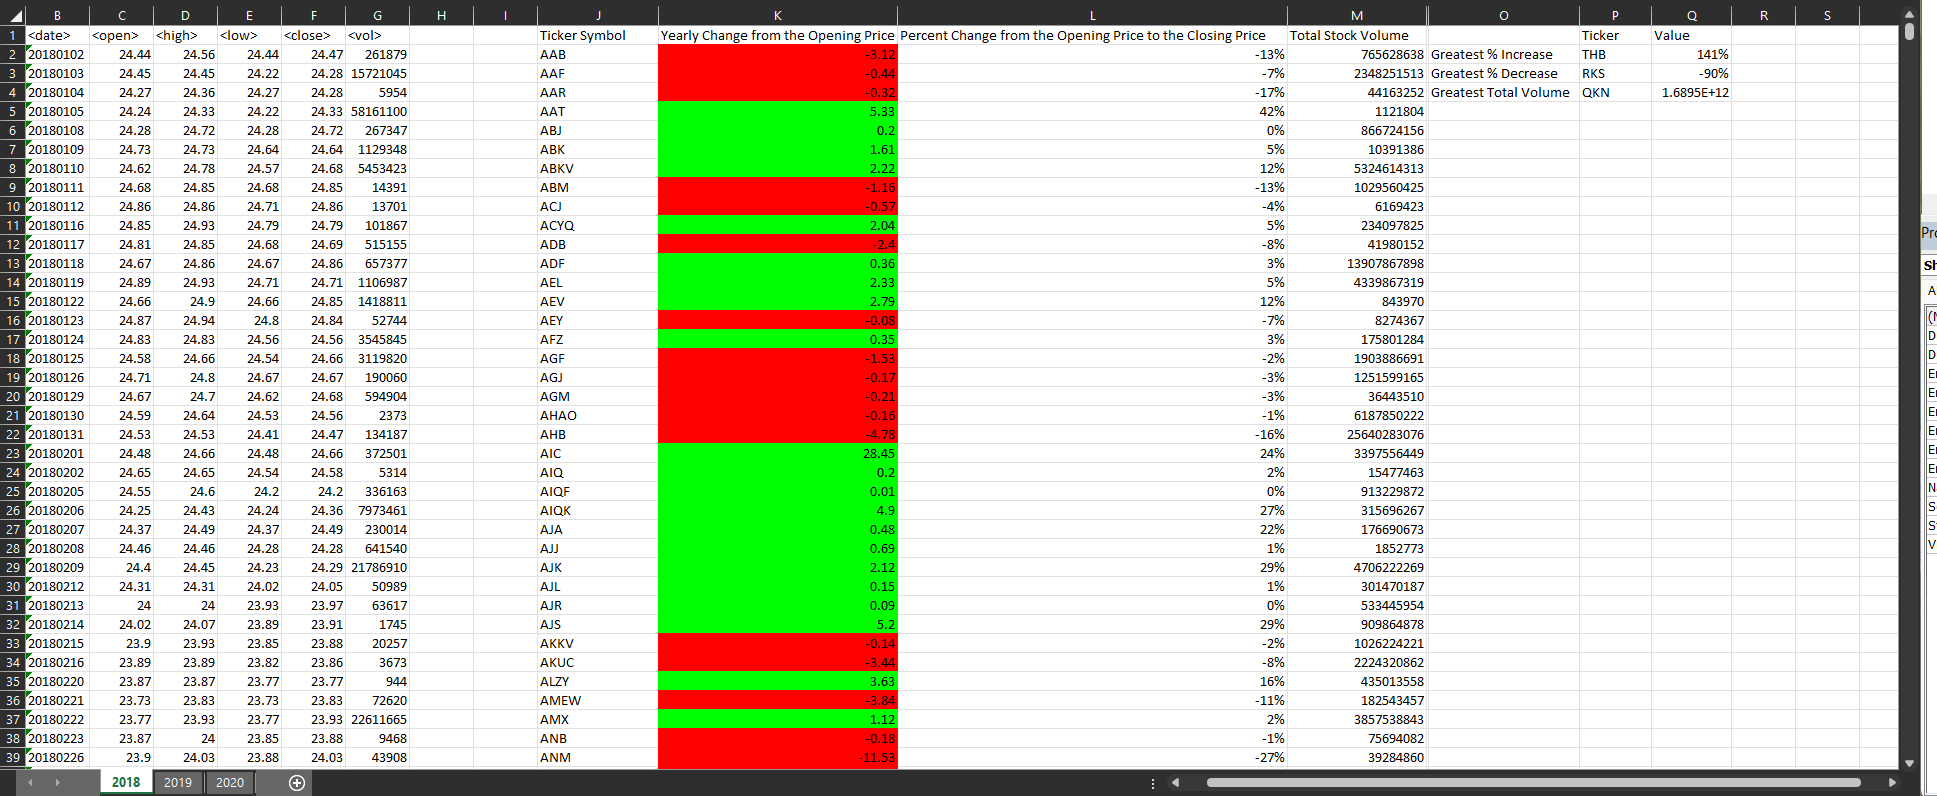 B C D E F G H I J K L M O P Q R S
1 <date> <open> <high> <low> <close> <vol> Ticker Symbol Yearly Change from the Opening Price Percent Change from the Opening Price to the Closing Price Total Stock Volume Ticker Value
2 20180102 24.44 24.56 24.44 24.47 261879 AAB -3.12 -13% 765628638 Greatest % Increase THB 141%
3 20180103 24.45 24.45 24.22 24.28 15721045 AAF -0.44 -7% 2348251513 Greatest % Decrease RKS -90%
4 20180104 24.27 24.36 24.27 24.28 5954 AAR -0.32 -17% 44163252 Greatest Total Volume QKN 1.6895E+12
5 20180105 24.24 24.33 24.22 24.33 58161100 AAT 5.33 42% 1121804
6 20180108 24.28 24.72 24.28 24.72 267347 ABJ 0.2 0% 866724156
7 20180109 24.73 24.73 24.64 24.64 1129348 ABK 1.61 5% 10391386
8 20180110 24.62 24.78 24.57 24.68 5453423 ABKV 2.22 12% 5324614313
9 20180111 24.68 24.85 24.68 24.85 14391 ABM -1.16 -13% 1029560425
10 20180112 24.86 24.86 24.71 24.86 13701 ACJ -0.57 -4% 6169423
11 20180116 24.85 24.93 24.79 24.79 101867 ACYQ 2.04 5% 234097825
12 20180117 24.81 24.85 24.68 24.69 515155 ADB -2.4 -8% 41980152
13 20180118 24.67 24.86 24.67 24.86 657377 ADF 0.36 3% 13907867898
14 20180119 24.89 24.93 24.71 24.71 1106987 AEL 2.33 5% 4339867319
15 20180122 24.66 24.9 24.66 24.85 1418811 AEV 2.79 12% 843970
16 20180123 24.87 24.94 24.8 24.84 52744 AEY -0.08 -7% 8274367
17 20180124 24.83 24.83 24.56 24.56 3545845 AFZ 0.35 3% 175801284
18 20180125 24.58 24.66 24.54 24.66 3119820 AGF -1.53 -2% 1903886691
19 20180126 24.71 24.8 24.67 24.67 190060 AGJ -0.17 -3% 1251599165
20 20180129 24.67 24.7 24.62 24.68 594904 AGM -0.21 -3% 36443510
21 20180130 24.59 24.64 24.53 24.56 2373 AHAO -0.16 -1% 6187850222
22 20180131 24.53 24.53 24.41 24.47 134187 AHB -4.78 -16% 25640283076
23 20180201 24.48 24.66 24.48 24.66 372501 AIC 28.45 24% 3397556449
24 20180202 24.65 24.65 24.54 24.58 5314 AIQ 0.2 2% 15477463
25 20180205 24.55 24.6 24.2 24.2 336163 AIQF 0.01 0% 913229872
26 20180206 24.25 24.43 24.24 24.36 7973461 AIQK 4.9 27% 315696267
27 20180207 24.37 24.49 24.37 24.49 230014 AJA 0.48 22% 176690673
28 20180208 24.46 24.46 24.28 24.28 641540 AJJ 0.69 1% 1852773
29 20180209 24.4 24.45 24.23 24.29 21786910 AJK 2.12 29% 4706222269
30 20180212 24.31 24.31 24.02 24.05 50989 AJL 0.15 1% 301470187
31 20180213 24 24 23.93 23.97 63617 AJR 0.09 0% 533445954
32 20180214 24.02 24.07 23.89 23.91 1745 AJS 5.2 29% 909864878
33 20180215 23.9 23.93 23.85 23.88 20257 AKKV -0.14 -2% 1026224221
34 20180216 23.89 23.89 23.82 23.86 3673 AKUC -3.44 -8% 2224320862
35 20180220 23.87 23.87 23.77 23.77 944 ALZY 3.63 16% 435013558
36 20180221 23.73 23.83 23.73 23.83 72620 AMEW -3.84 -11% 182543457
37 20180222 23.77 23.93 23.77 23.93 22611665 AMX 1.12 2% 3857538843
38 20180223 23.87 24 23.85 23.88 9468 ANB -0.18 -1% 75694082
39 20180226 23.9 24.03 23.88 24.03 43908 ANM -11.53 -27% 39284860
2018 2019 2020